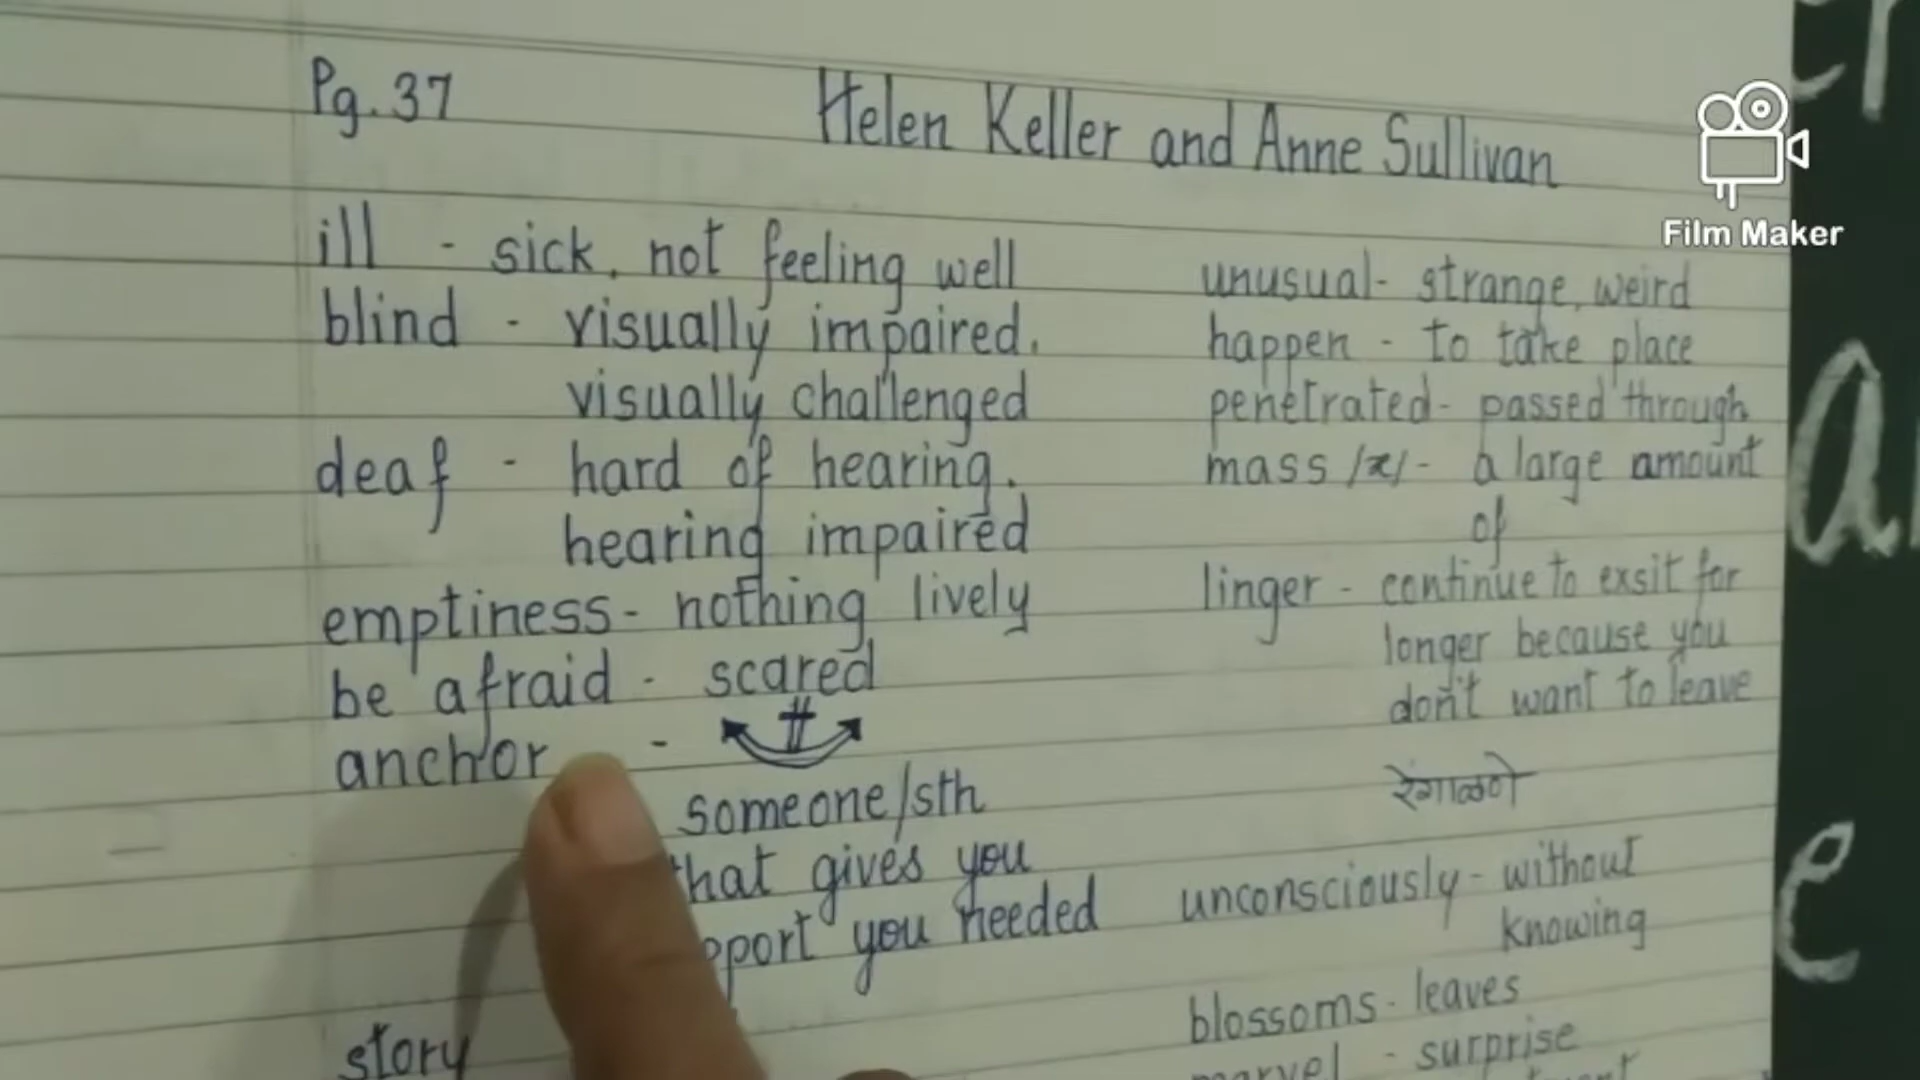 Pg. 37
Helen Keller and Anne Sullivan
ill - sick, not feeling well
blind - visually impaired.
visually challenged
deaf - hard of hearing.
hearing impaired
emptiness - nothing lively
be afraid - scared
anchor -
someone/sth
that gives you
you needed
story
unusual - strange, weird
happen - to take place
penetrated - passed through
mass /æ/ - a large amount
of
linger - continue to exsit for
longer because you
don't want to leave
रेंगाळणे
unconsciously - without
knowing
blossoms - leaves
marvel - surprise
Film Maker